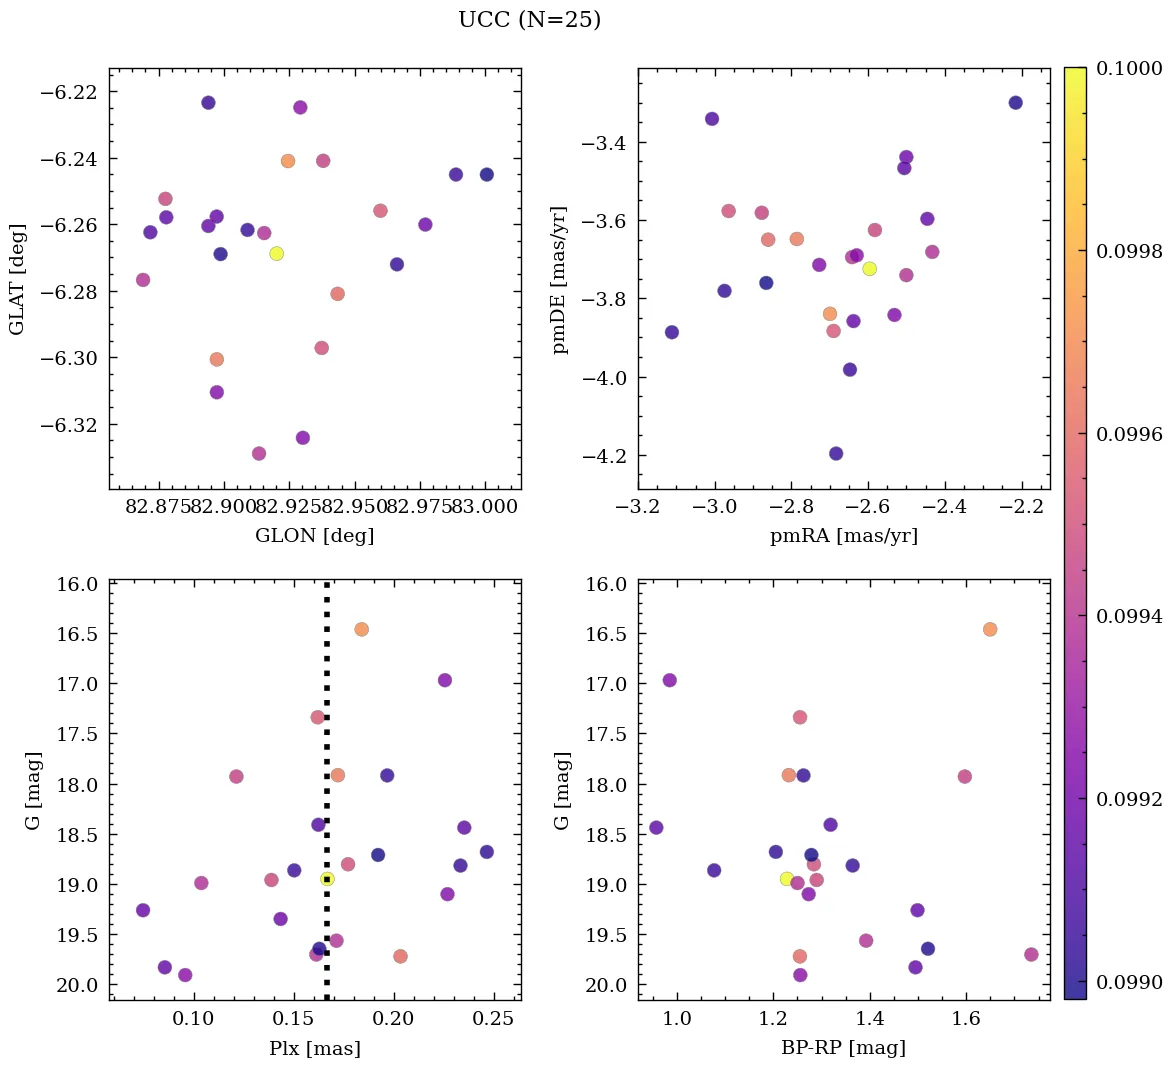 UCC (N=25)
−6.22
−6.24
−6.26
−6.28
−6.30
−6.32
GLAT [deg]
82.875 82.900 82.925 82.950 82.975 83.000
GLON [deg]
−3.4
−3.6
−3.8
−4.0
−4.2
pmDE [mas/yr]
−3.2 −3.0 −2.8 −2.6 −2.4 −2.2
pmRA [mas/yr]
16.0
16.5
17.0
17.5
18.0
18.5
19.0
19.5
20.0
G [mag]
0.10 0.15 0.20 0.25
Plx [mas]
16.0
16.5
17.0
17.5
18.0
18.5
19.0
19.5
20.0
G [mag]
1.0 1.2 1.4 1.6
BP-RP [mag]
0.1000
0.0998
0.0996
0.0994
0.0992
0.0990